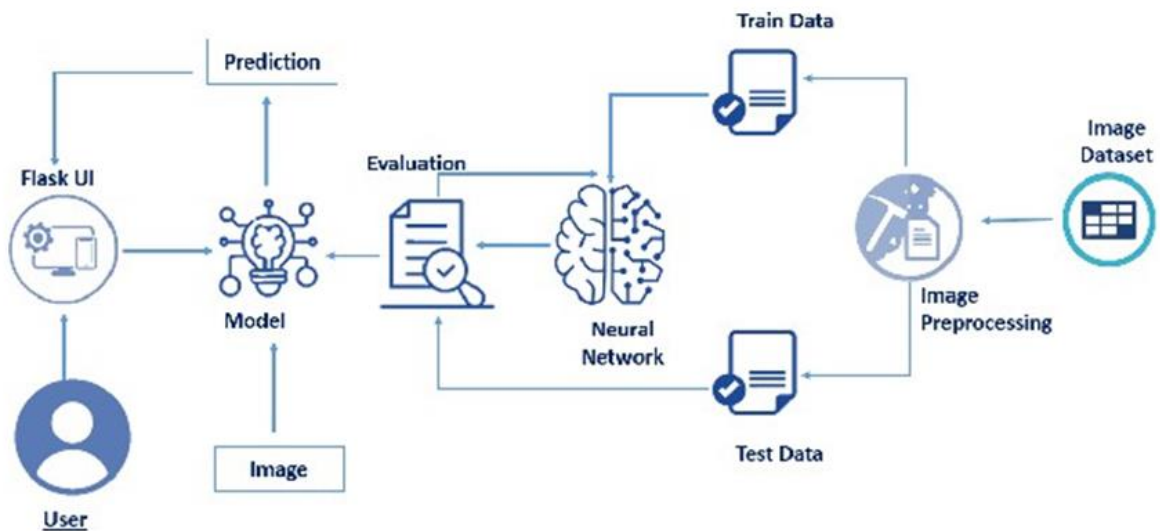 Train Data
Prediction
Image
Dataset
Evaluation
Flask UI
Image
Preprocessing
Model
Neural
Network
Test Data
Image
User